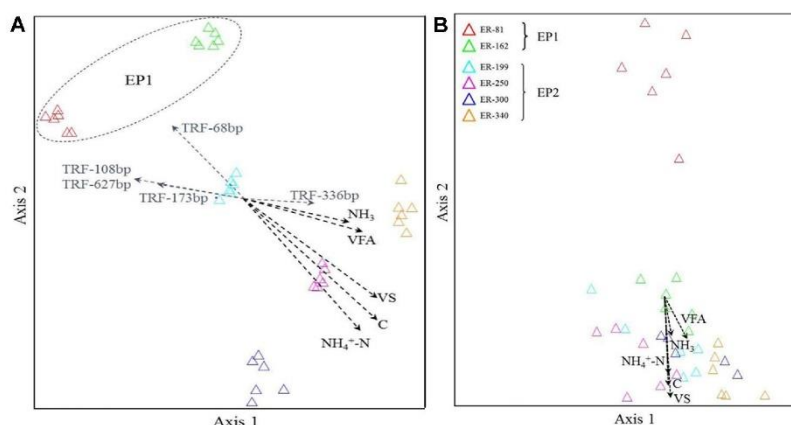 A
EP1
TRF-68bp
TRF-108bp
TRF-627bp
TRF-173bp
TRF-336bp
NH₃
VFA
VS
C
NH₄⁺-N
Axis 2
Axis 1
B
ER-81
ER-162
EP1
ER-199
ER-250
ER-300
ER-340
EP2
VFA
NH₃
NH₄⁺-N
C
VS
Axis 2
Axis 1